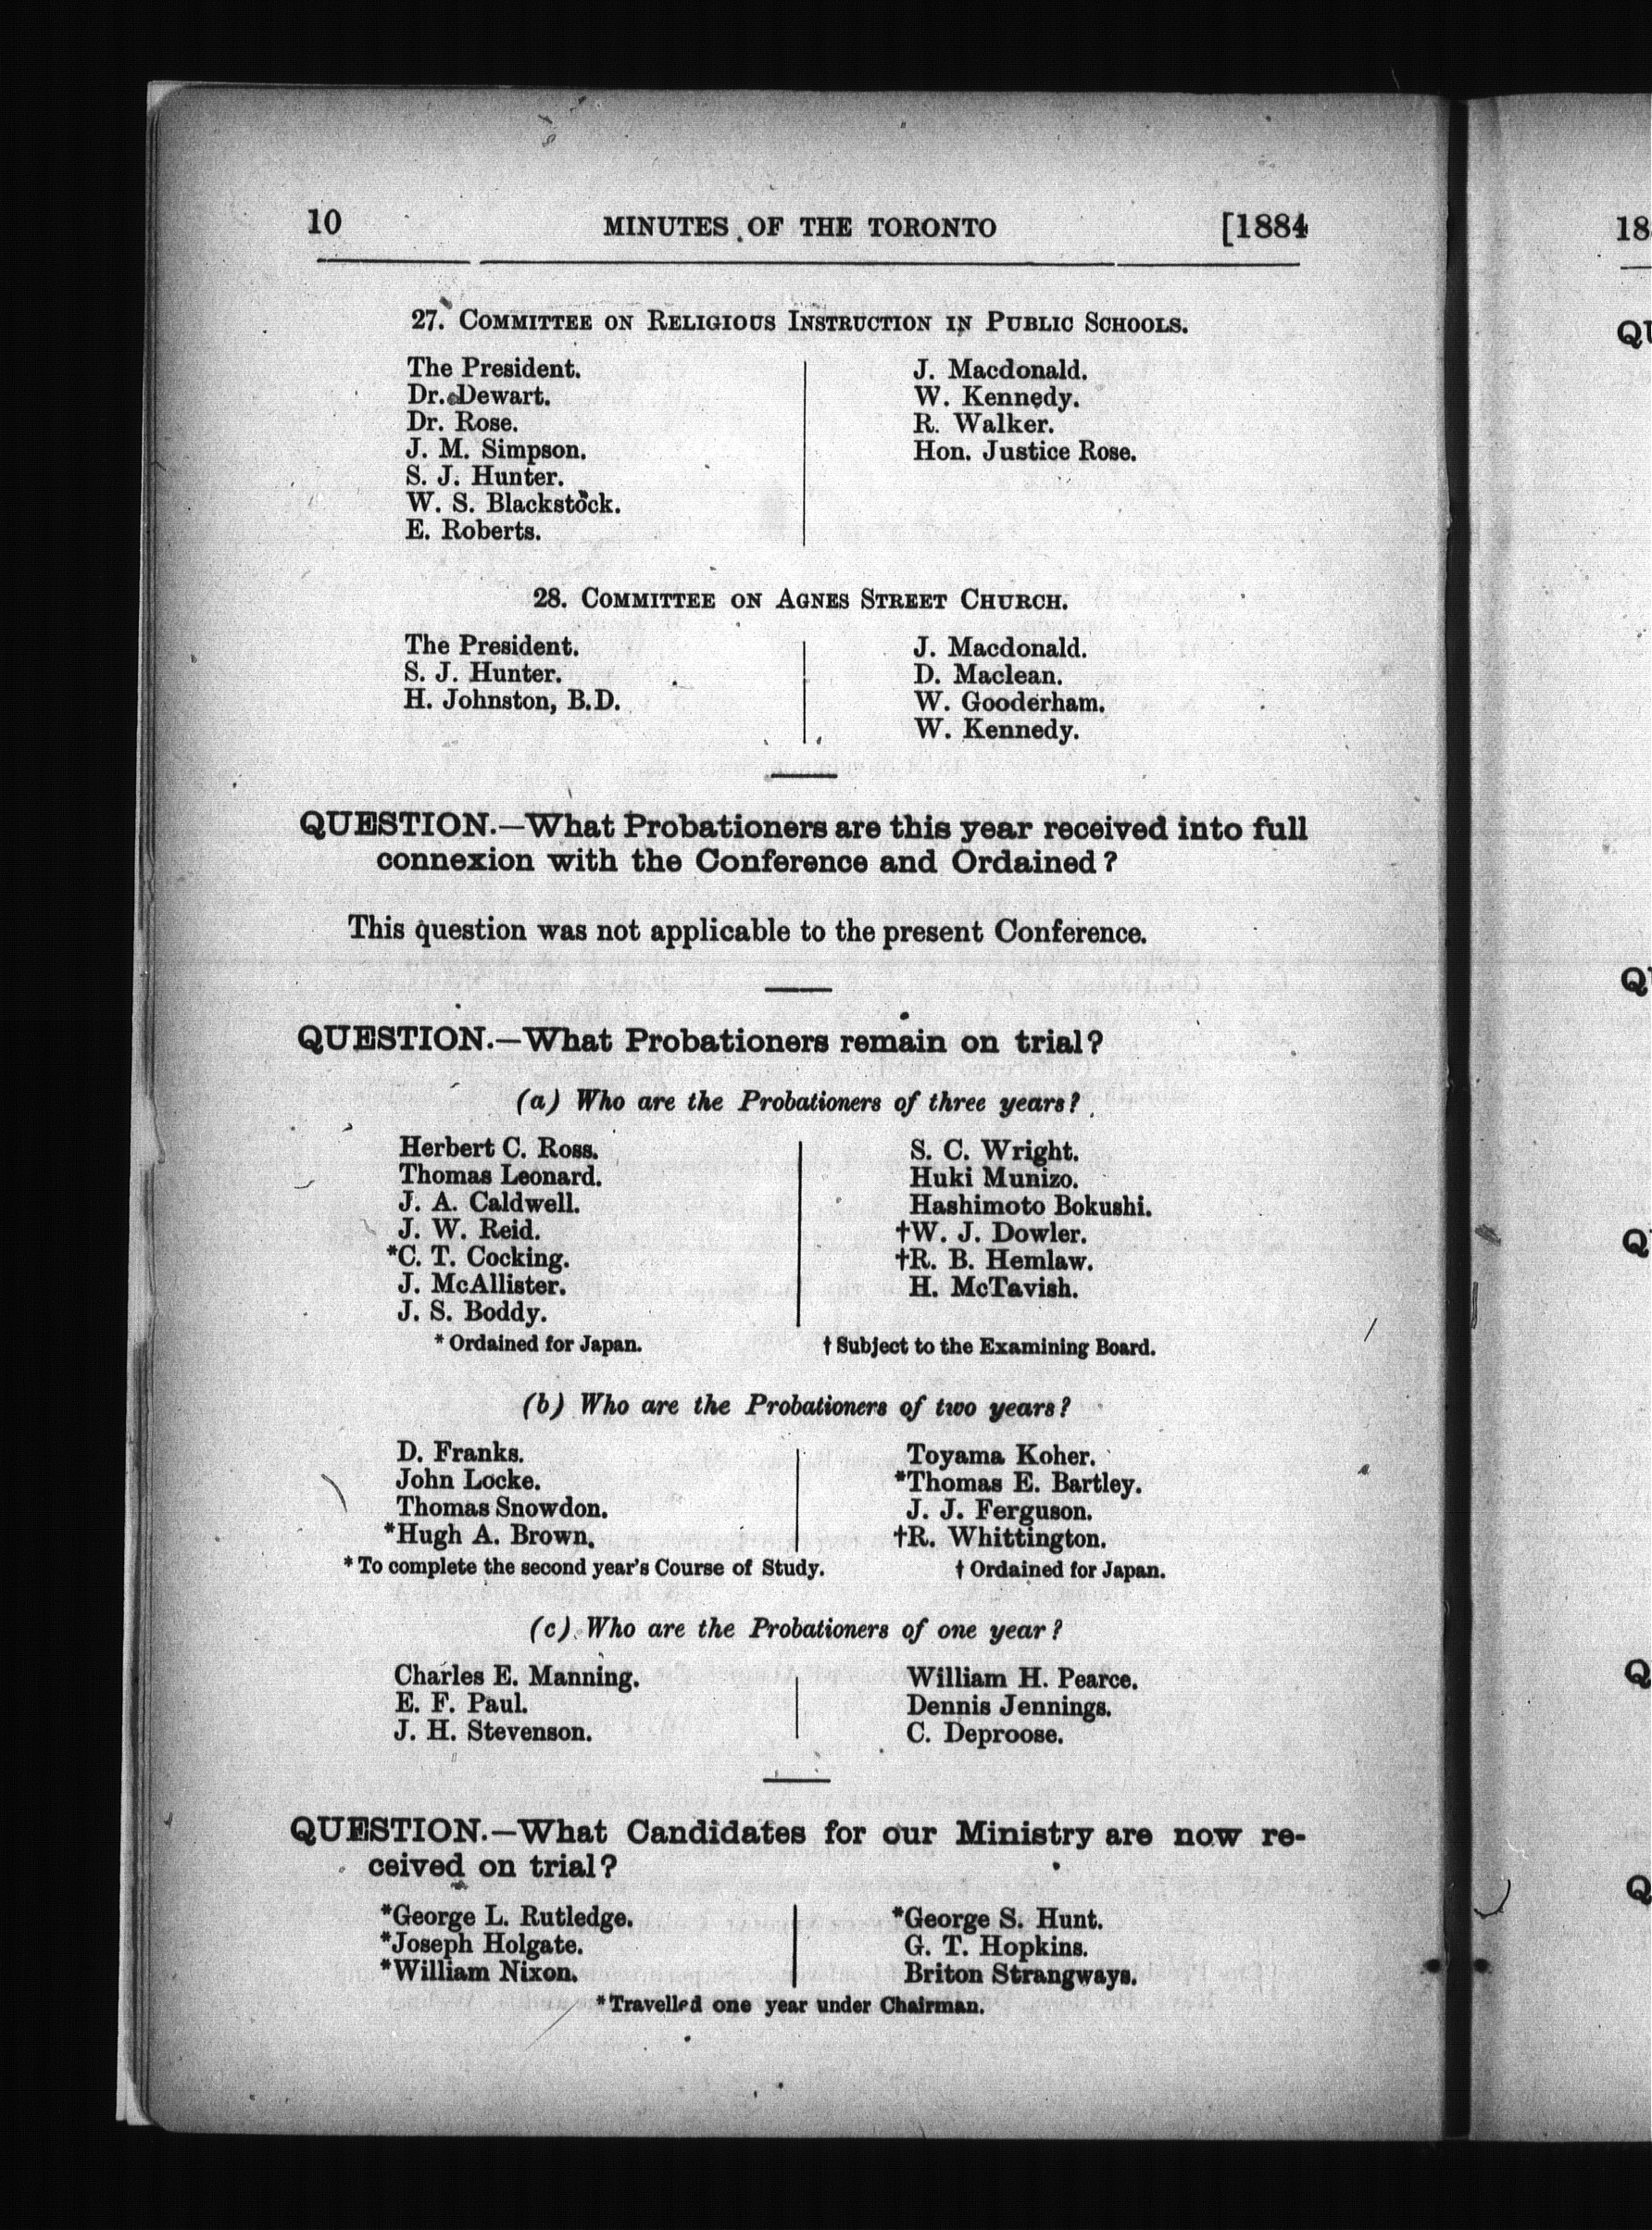 10 MINUTES OF THE TORONTO [1884
27. COMMITTEE ON RELIGIOUS INSTRUCTION IN PUBLIC SCHOOLS.
The President.
Dr. Dewart.
Dr. Rose.
J. M. Simpson.
S. J. Hunter.
W. S. Blackstock.
E. Roberts.
J. Macdonald.
W. Kennedy.
R. Walker.
Hon. Justice Rose.
28. COMMITTEE ON AGNES STREET CHURCH.
The President.
S. J. Hunter.
H. Johnston, B.D.
J. Macdonald.
D. Maclean.
W. Gooderham.
W. Kennedy.
QUESTION.—What Probationers are this year received into full
connexion with the Conference and Ordained?
This question was not applicable to the present Conference.
QUESTION.—What Probationers remain on trial?
(a) Who are the Probationers of three years?
Herbert C. Ross.
Thomas Leonard.
J. A. Caldwell.
J. W. Reid.
*C. T. Cocking.
J. McAllister.
J. S. Boddy.
S. C. Wright.
Huki Munizo.
Hashimoto Bokushi.
†W. J. Dowler.
†R. B. Hemlaw.
H. McTavish.
* Ordained for Japan. † Subject to the Examining Board.
(b) Who are the Probationers of two years?
D. Franks.
John Locke.
Thomas Snowdon.
*Hugh A. Brown.
Toyama Koher.
*Thomas E. Bartley.
J. J. Ferguson.
†R. Whittington.
* To complete the second year's Course of Study. † Ordained for Japan.
(c) Who are the Probationers of one year?
Charles E. Manning.
E. F. Paul.
J. H. Stevenson.
William H. Pearce.
Dennis Jennings.
C. Deproose.
QUESTION.—What Candidates for our Ministry are now re-
ceived on trial?
*George L. Rutledge.
*Joseph Holgate.
*William Nixon.
*George S. Hunt.
G. T. Hopkins.
Briton Strangways.
* Travelled one year under Chairman.
18
QU
Q
Q
Q
Q